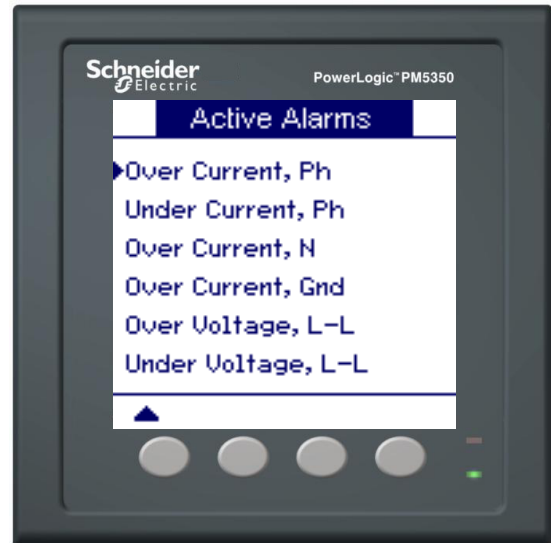 Schneider
Electric
PowerLogic™ PM5350
Active Alarms
Over Current, Ph
Under Current, Ph
Over Current, N
Over Current, Gnd
Over Voltage, L-L
Under Voltage, L-L